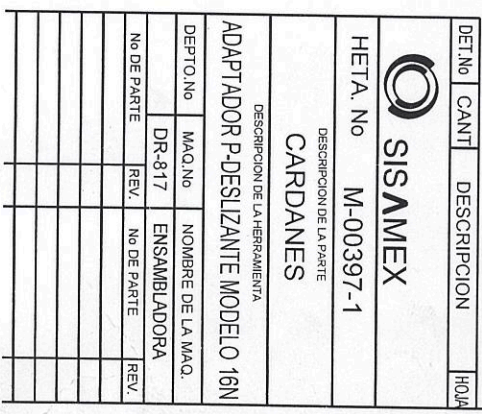 DET.No CANT DESCRIPCION HOJA
SISAMEX
HETA. No M-00397-1
DESCRIPCION DE LA PARTE
CARDANES
DESCRIPCION DE LA HERRAMIENTA
ADAPTADOR P-DESLIZANTE MODELO 16N
DEPTO.No MAQ.No NOMBRE DE LA MAQ.
DR-817 ENSAMBLADORA
No DE PARTE REV. No DE PARTE REV.